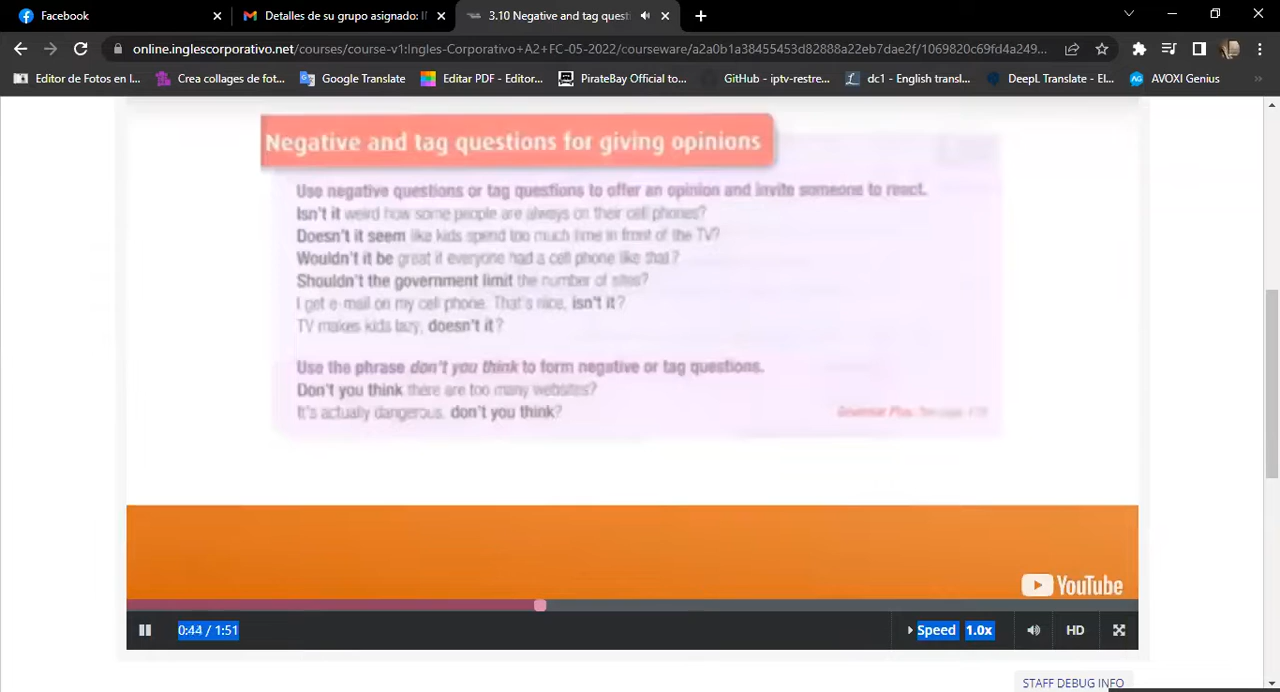 Facebook
Detalles de su grupo asignado: I
3.10 Negative and tag quest
online.inglescorporativo.net/courses/course-v1:Ingles-Corporativo+A2+FC-05-2022/courseware/a2a0b1a38455453d82888a22eb7dae2f/1069820c69fd4a249...
Editor de Fotos en l...
Crea collages de fot...
Google Translate
Editar PDF - Editor...
PirateBay Official to...
GitHub - iptv-restre...
dc1 - English transl...
DeepL Translate - El...
AVOXI Genius
Negative and tag questions for giving opinions
Use negative questions or tag questions to offer an opinion and invite someone to react.
Isn't it weird how some people are always on their cell phones?
Doesn't it seem like kids spend too much time in front of the TV?
Wouldn't it be great if everyone had a cell phone like that?
Shouldn't the government limit the number of sites?
I get e-mail on my cell phone. That's nice, isn't it?
TV makes kids lazy, doesn't it?
Use the phrase don't you think to form negative or tag questions.
Don't you think there are too many websites?
It's actually dangerous, don't you think?
Grammar Plus
YouTube
0:44 / 1:51
Speed 1.0x
HD
STAFF DEBUG INFO